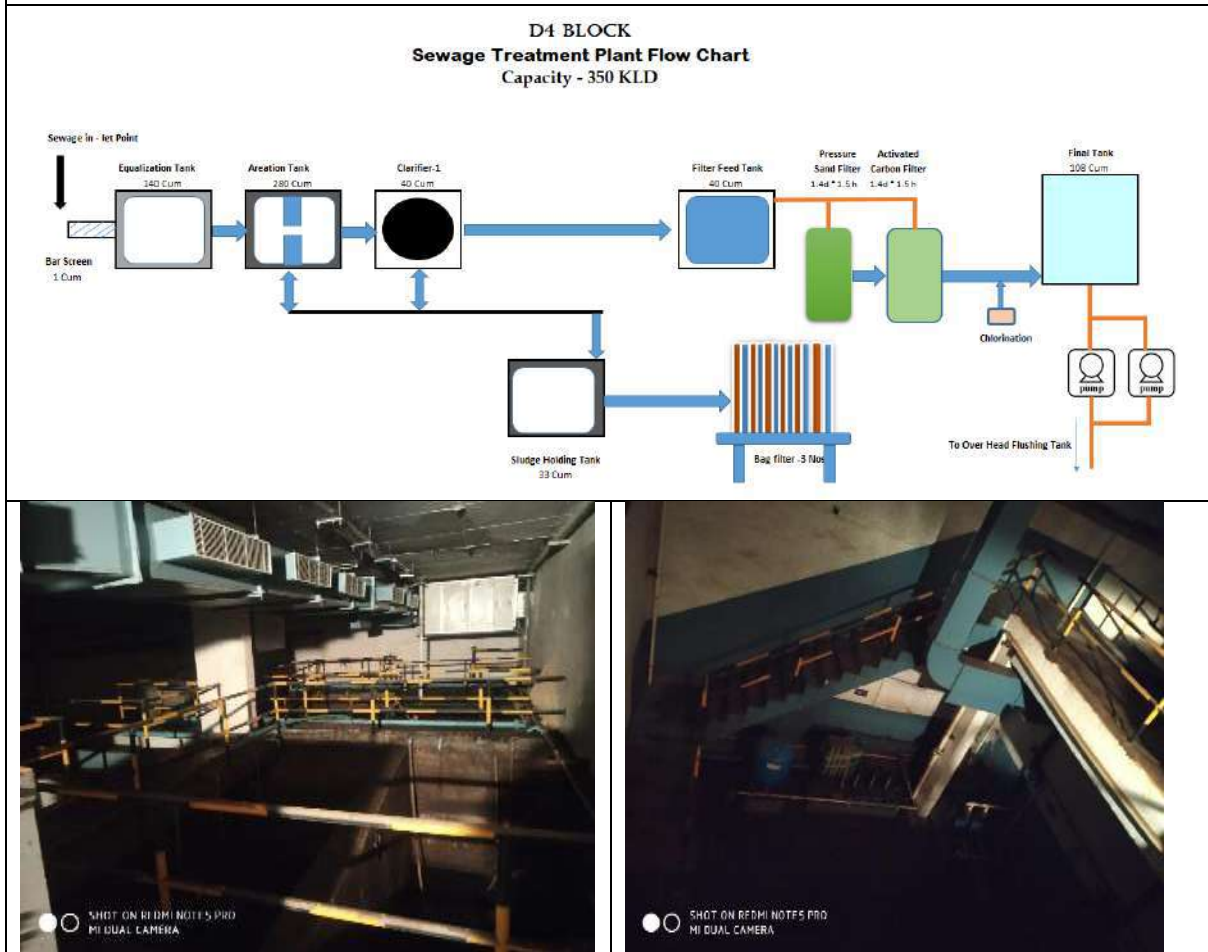 D4 BLOCK
Sewage Treatment Plant Flow Chart
Capacity - 350 KLD
Sewage in - let Point
Equalization Tank
140 Cum
Areation Tank
280 Cum
Clarifier-1
40 Cum
Filter Feed Tank
40 Cum
Pressure
Sand Filter
1.4d * 1.5 h
Activated
Carbon Filter
1.4d * 1.5 h
Final Tank
108 Cum
Bar Screen
1 Cum
Chlorination
pump
pump
To Over Head Flushing Tank
Sludge Holding Tank
33 Cum
Bag filter -3 Nos
SHOT ON REDMI NOTE 5 PRO
MI DUAL CAMERA
SHOT ON REDMI NOTE 5 PRO
MI DUAL CAMERA